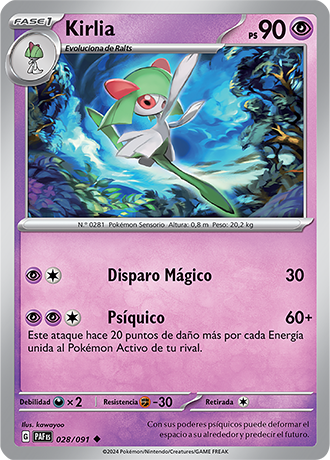 FASE 1 Kirlia PS 90
Evoluciona de Ralts
N.º 0281 Pokémon Sensorio Altura: 0,8 m Peso: 20,2 kg
Disparo Mágico 30
Psíquico 60+
Este ataque hace 20 puntos de daño más por cada Energía
unida al Pokémon Activo de tu rival.
Debilidad ×2 Resistencia -30 Retirada
Ilus. kawayoo
G PAF ES 028/091
Con sus poderes psíquicos puede deformar el
espacio a su alrededor y predecir el futuro.
©2024 Pokémon/Nintendo/Creatures/GAME FREAK